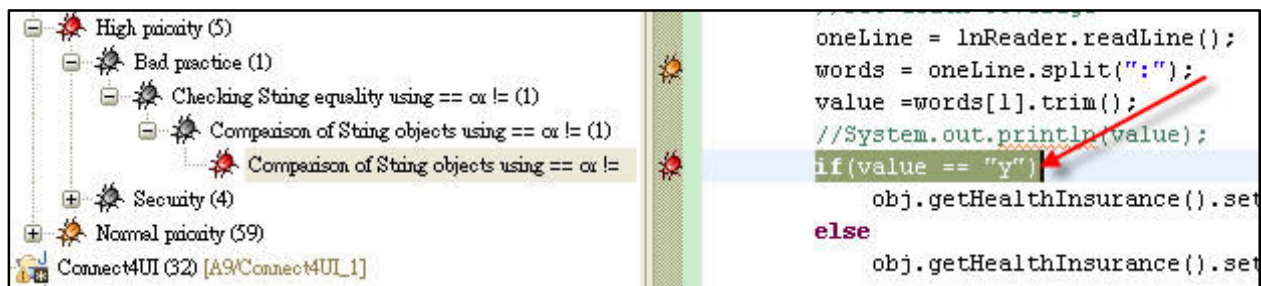 High priority (5)
Bad practice (1)
Checking String equality using == or != (1)
Comparison of String objects using == or != (1)
Comparison of String objects using == or !=
Security (4)
Normal priority (59)
Connect4UI (32) [A9/Connect4UI_1]
oneLine = lnReader.readLine();
words = oneLine.split(":");
value =words[1].trim();
//System.out.println(value);
if(value == "y")
obj.getHealthInsurance().set
else
obj.getHealthInsurance().set